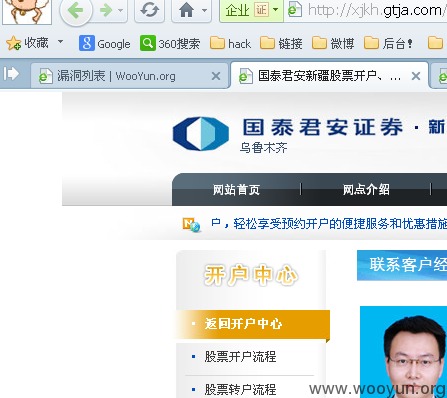 企业 证 http://xjkh.gtja.com/
收藏 Google 360搜索 hack 链接 微博 后台!
漏洞列表 | WooYun.org 国泰君安新疆股票开户、...
国泰君安证券·新
乌鲁木齐
网站首页 网点介绍
户，轻松享受预约开户的便捷服务和优惠措施
开户中心 联系客户经
返回开户中心
股票开户流程
股票转户流程
www.wooyun.org